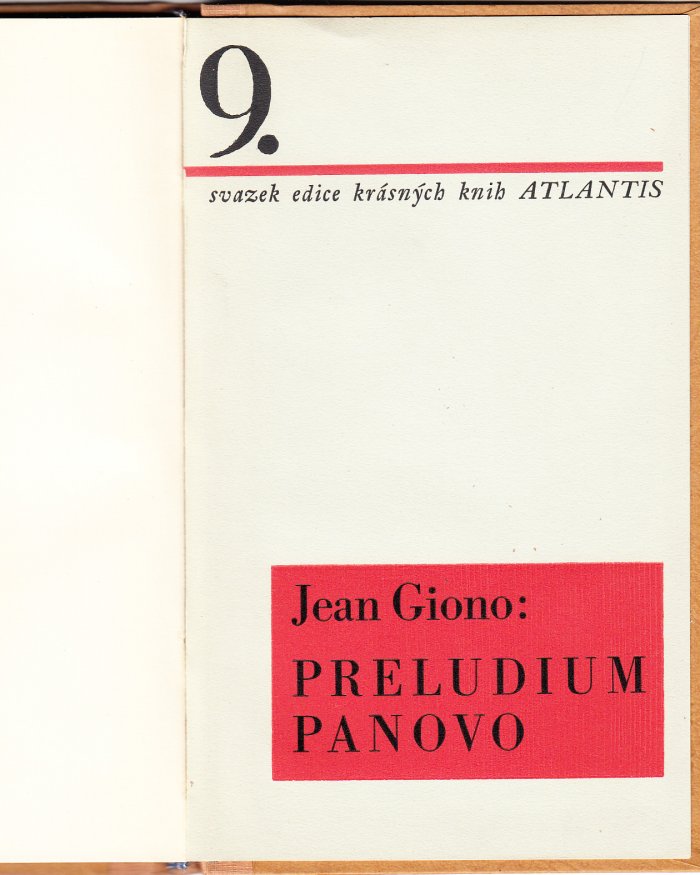 9.
svazek edice krásných knih ATLANTIS
Jean Giono:
PRELUDIUM
PANOVO